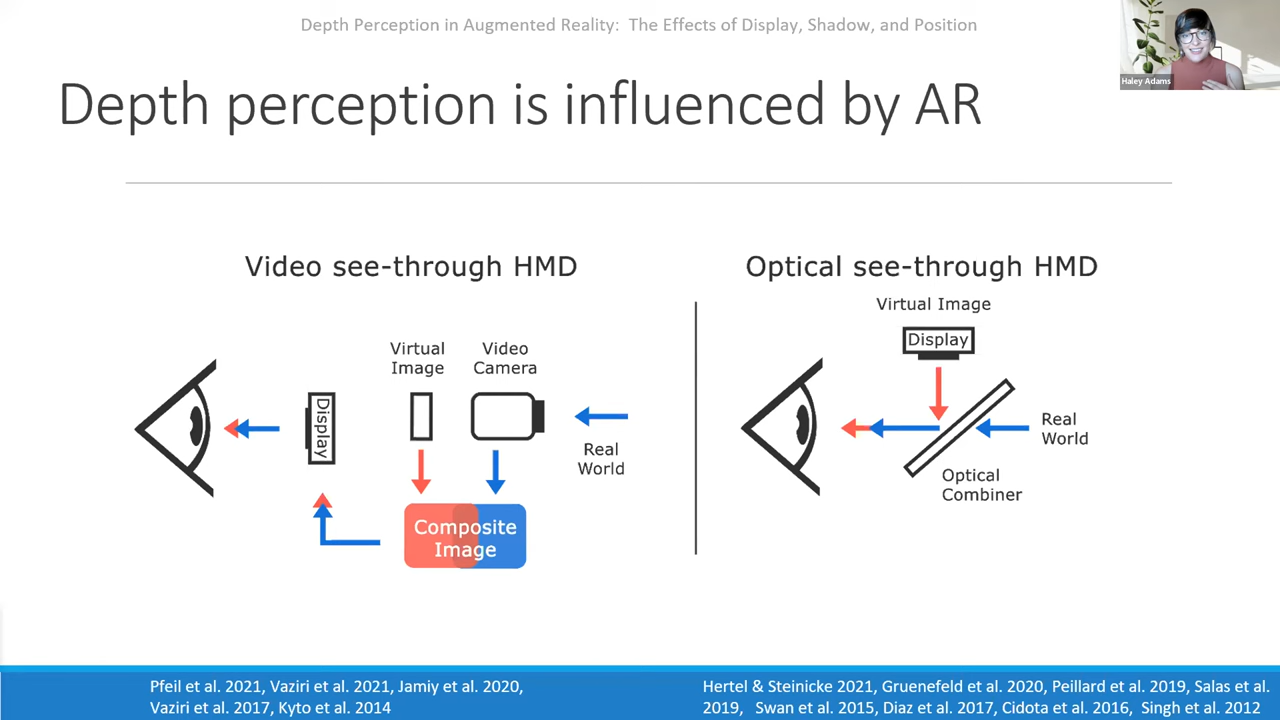 Depth Perception in Augmented Reality:  The Effects of Display, Shadow, and Position
Haley Adams
Depth perception is influenced by AR
Video see-through HMD
Virtual
Image
Video
Camera
Display
Real
World
Composite
Image
Optical see-through HMD
Virtual Image
Display
Real
World
Optical
Combiner
Pfeil et al. 2021, Vaziri et al. 2021, Jamiy et al. 2020,
Vaziri et al. 2017, Kyto et al. 2014
Hertel & Steinicke 2021, Gruenefeld et al. 2020, Peillard et al. 2019, Salas et al.
2019,   Swan et al. 2015, Diaz et al. 2017, Cidota et al. 2016,  Singh et al. 2012